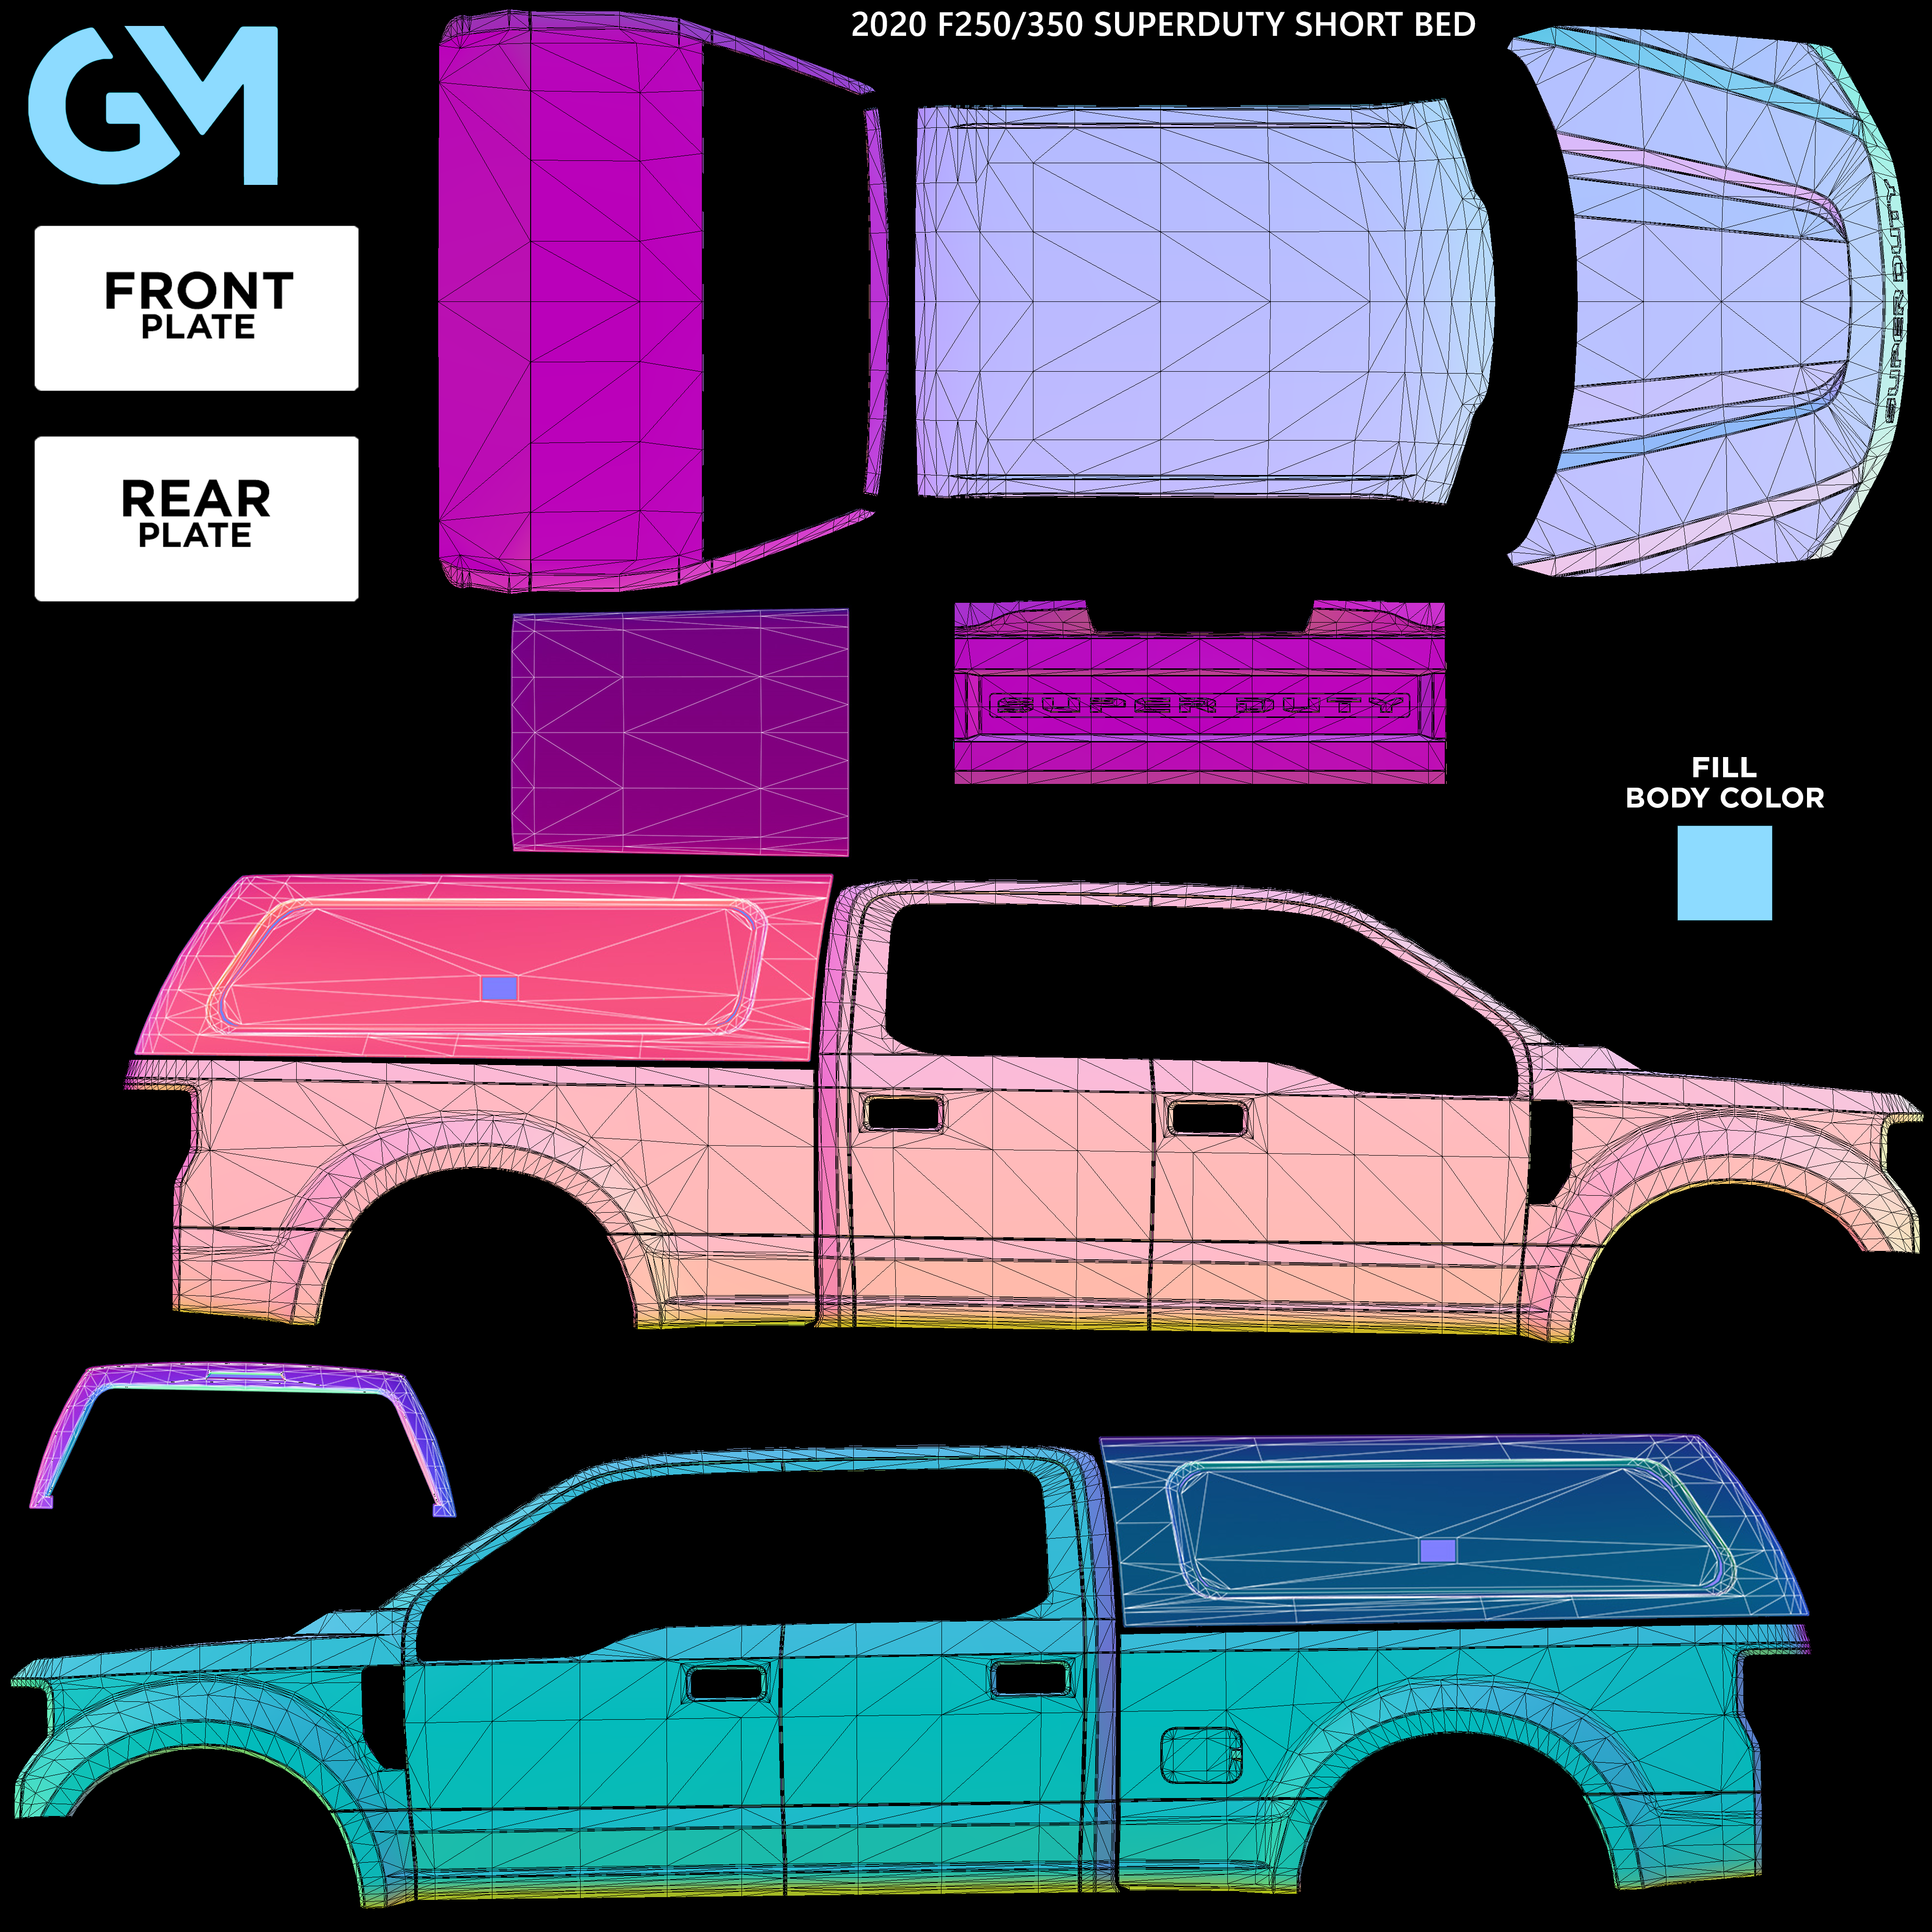 2020 F250/350 SUPERDUTY SHORT BED
GM
FRONT
PLATE
REAR
PLATE
SUPER DUTY
SUPER DUTY
FILL
BODY COLOR